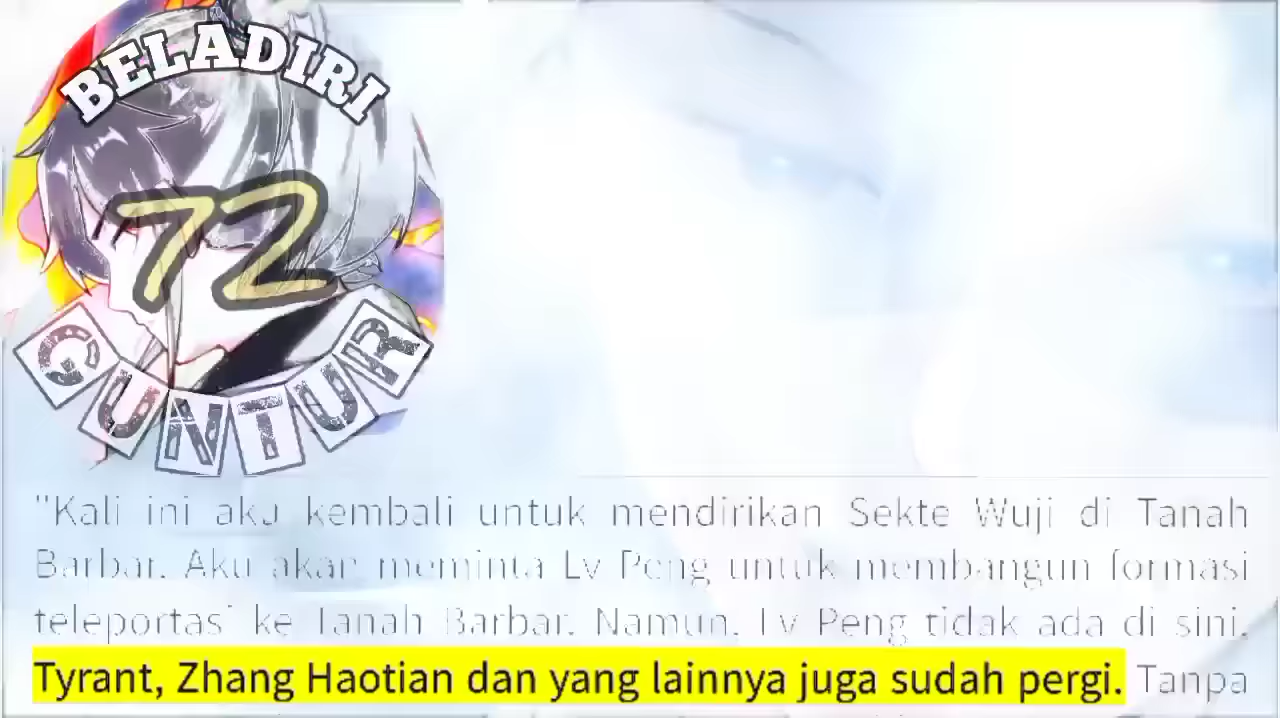 BELADIRI
72
GUNTUR
"Kali ini aku kembali untuk mendirikan Sekte Wuji di Tanah
Barbar. Aku akan meminta Lv Peng untuk membangun formasi
teleportasi ke Tanah Barbar. Namun, Lv Peng tidak ada di sini,
Tyrant, Zhang Haotian dan yang lainnya juga sudah pergi. Tanpa